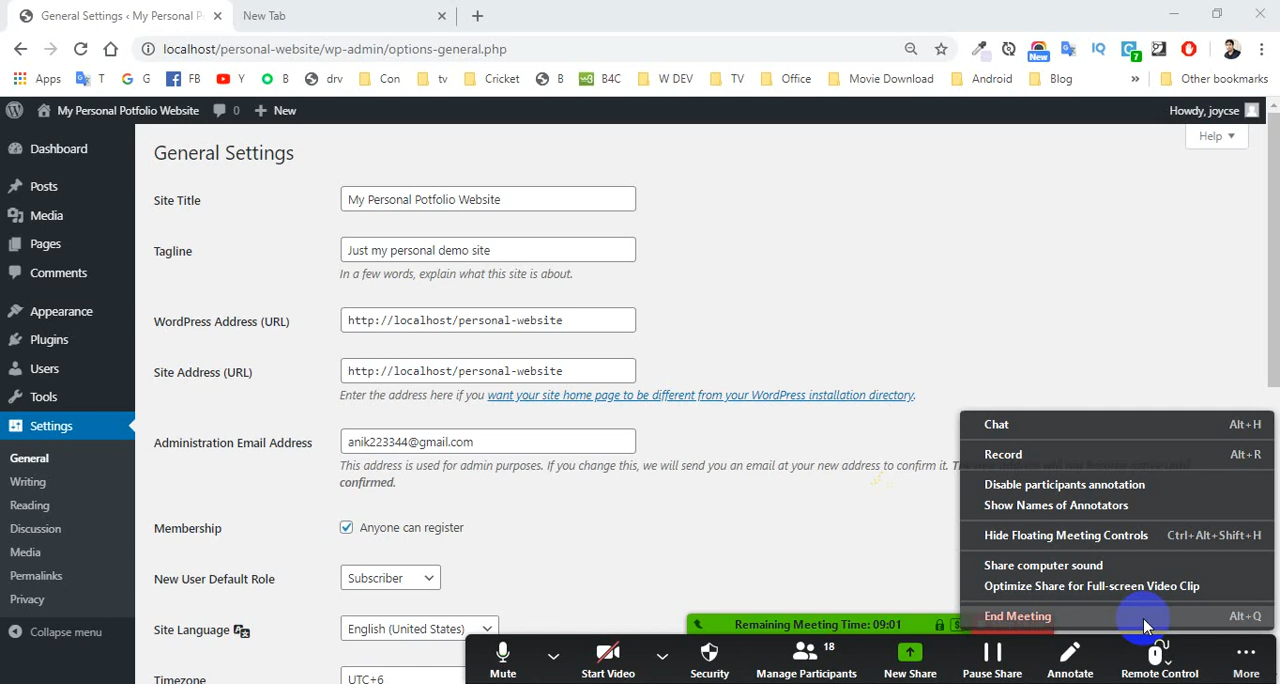 General Settings ‹ My Personal P
New Tab
localhost/personal-website/wp-admin/options-general.php
New
7
Apps
T
G
FB
Y
B
drv
Con
tv
Cricket
B
B4C
W DEV
TV
Office
Movie Download
Android
Blog
»
Other bookmarks
My Personal Potfolio Website
0
New
Howdy, joycse
Help
Dashboard
Posts
Media
Pages
Comments
Appearance
Plugins
Users
Tools
Settings
General
Writing
Reading
Discussion
Media
Permalinks
Privacy
Collapse menu
General Settings
Site Title
My Personal Potfolio Website
Tagline
Just my personal demo site
In a few words, explain what this site is about.
WordPress Address (URL)
http://localhost/personal-website
Site Address (URL)
http://localhost/personal-website
Enter the address here if you want your site home page to be different from your WordPress installation directory.
Administration Email Address
anik223344@gmail.com
This address is used for admin purposes. If you change this, we will send you an email at your new address to confirm it.
confirmed.
Membership
Anyone can register
New User Default Role
Subscriber
Site Language
English (United States)
Timezone
UTC+6
Chat Alt+H
Record Alt+R
Disable participants annotation
Show Names of Annotators
Hide Floating Meeting Controls Ctrl+Alt+Shift+H
Share computer sound
Optimize Share for Full-screen Video Clip
End Meeting Alt+Q
Remaining Meeting Time: 09:01
Mute
Start Video
Security
18
Manage Participants
New Share
Pause Share
Annotate
Remote Control
More